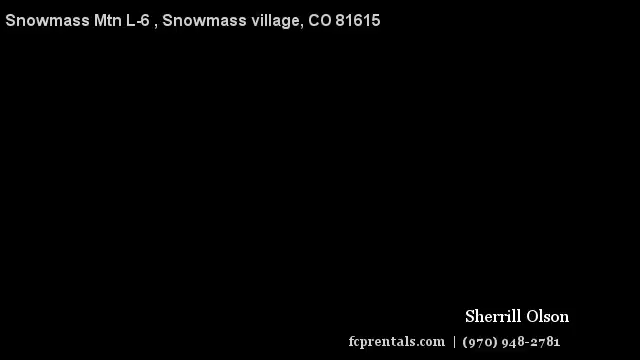 Snowmass Mtn L-6 , Snowmass village, CO 81615
Sherrill Olson
fcprentals.com | (970) 948-2781